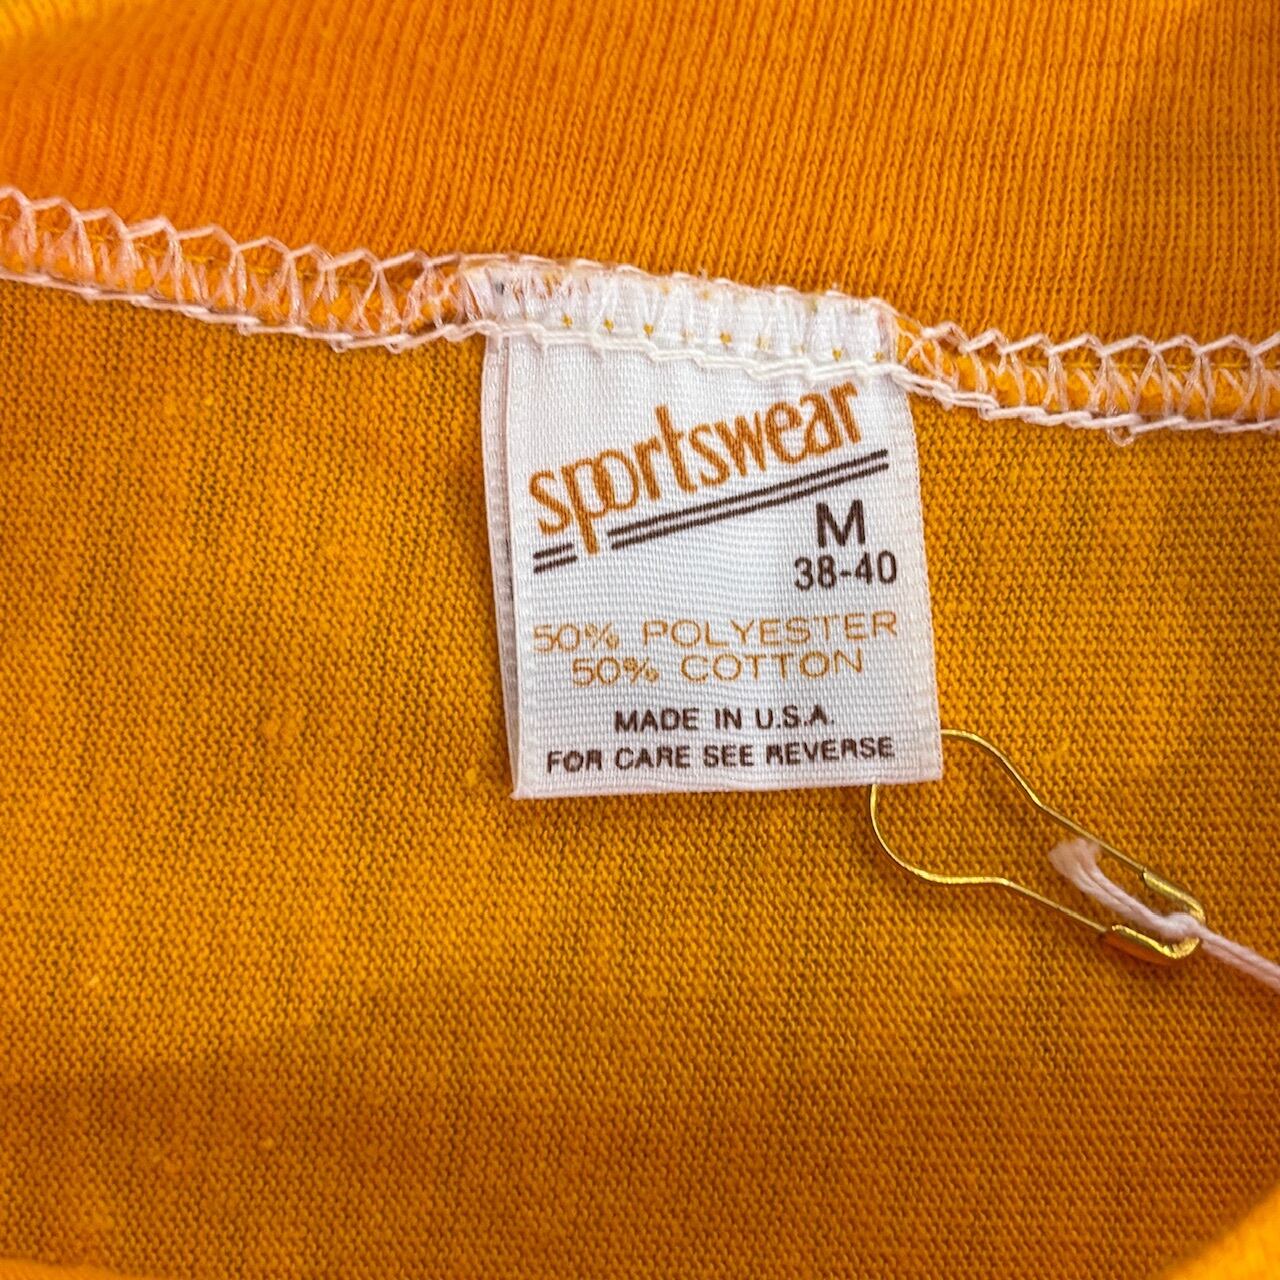 sportswear
M
38-40
50% POLYESTER
50% COTTON
MADE IN U.S.A.
FOR CARE SEE REVERSE